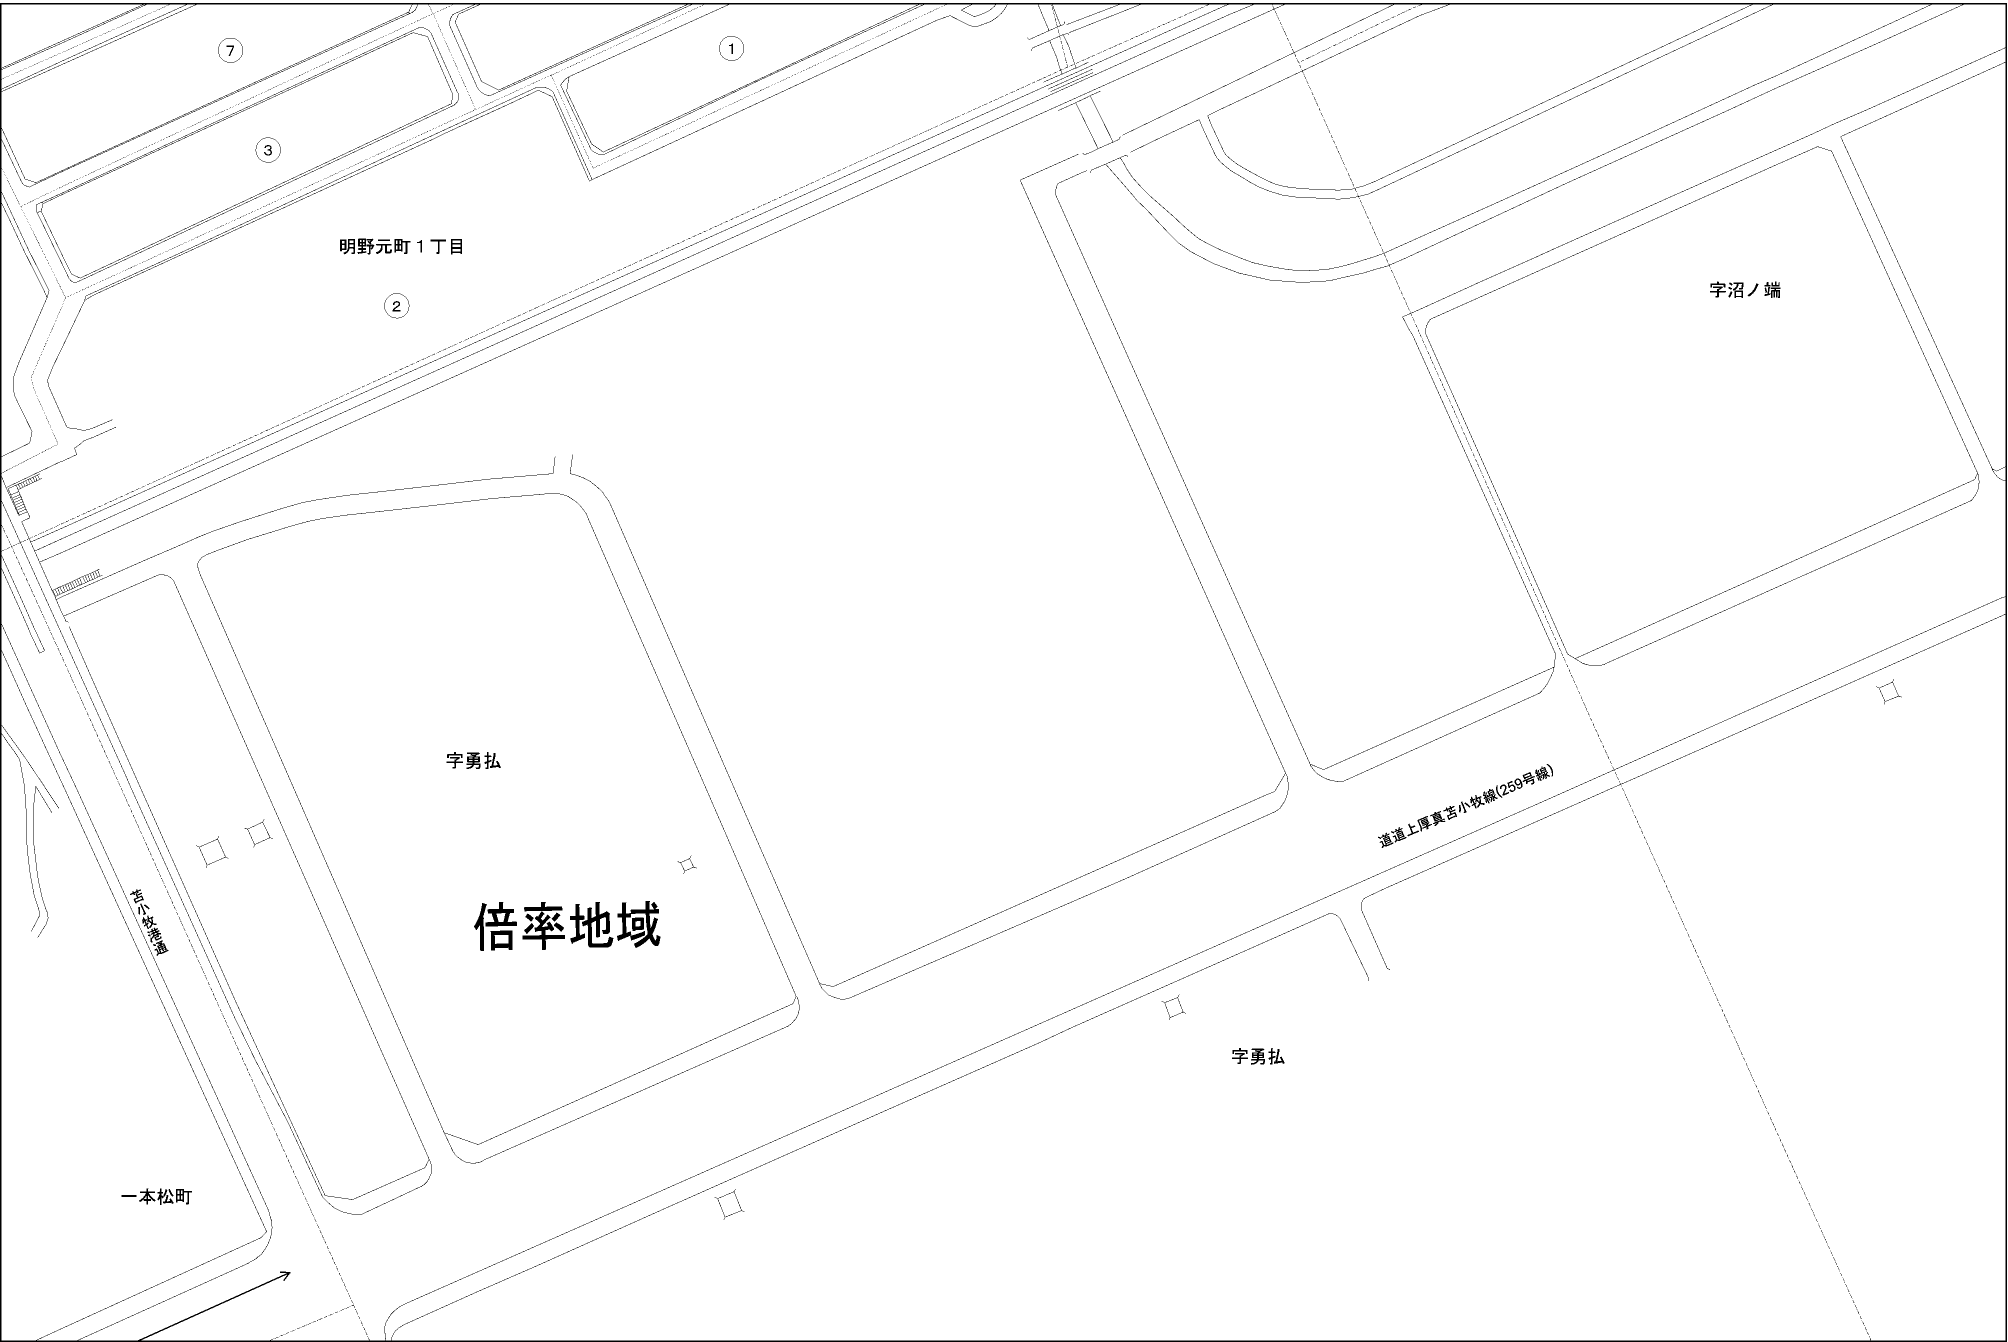 7
1
3
明野元町１丁目
2
字沼ノ端
字勇払
道道上厚真苫小牧線(259号線)
苫小牧港通
倍率地域
字勇払
一本松町